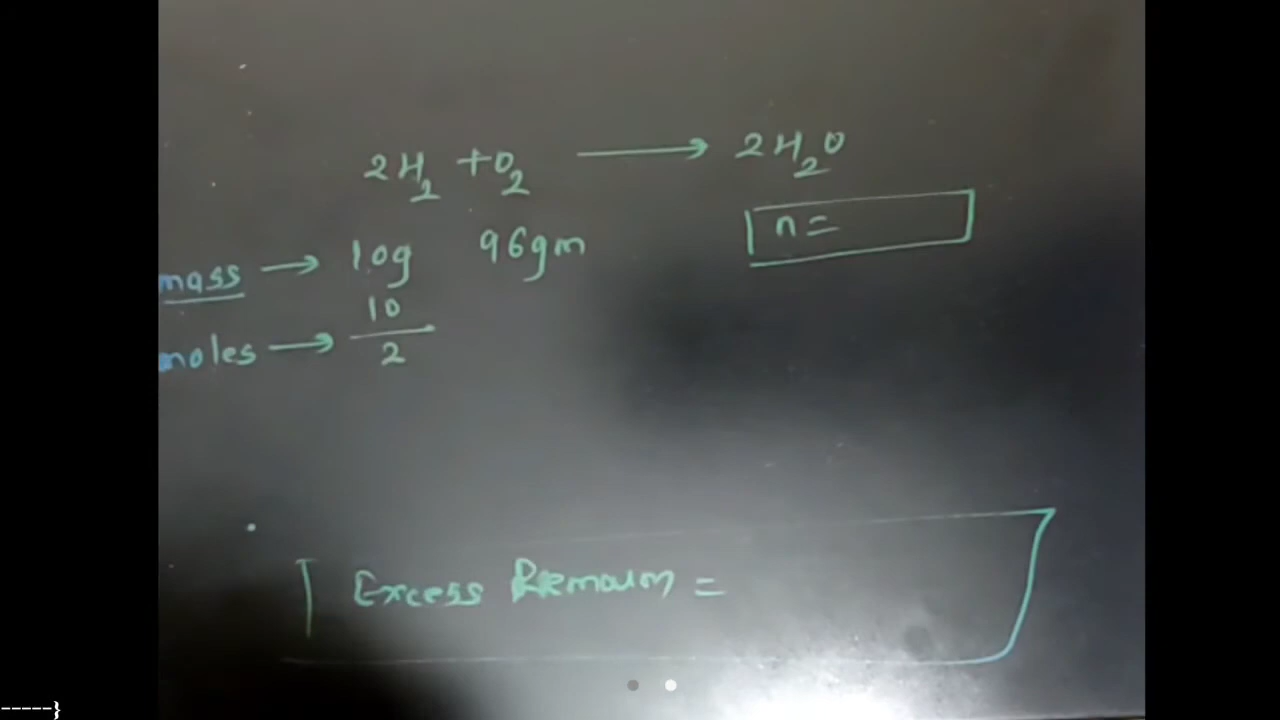 2H₂ + O₂ → 2H₂O
mass → 10g 96gm n =
moles → 10/2
Excess Remain =
-----}